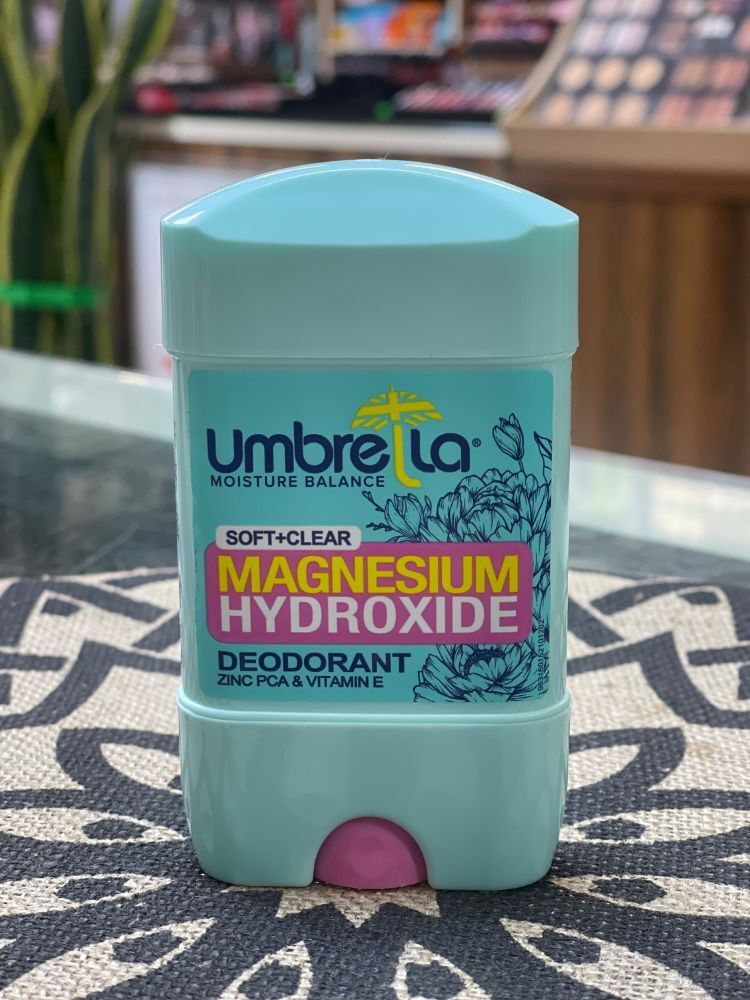 Umbrella®
MOISTURE BALANCE
SOFT+CLEAR
MAGNESIUM
HYDROXIDE
DEODORANT
ZINC PCA & VITAMIN E